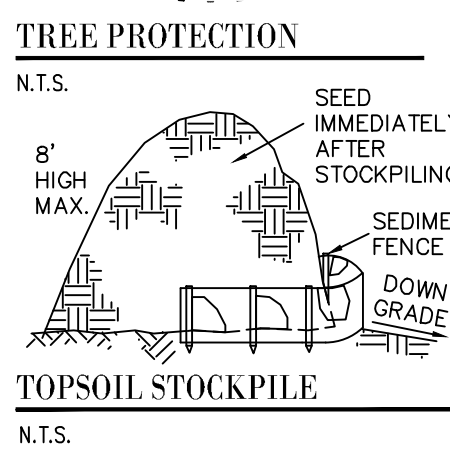 TREE PROTECTION
N.T.S.
SEED
IMMEDIATELY
AFTER
STOCKPILING
8'
HIGH
MAX.
SEDIME
FENCE
DOWN
GRADE
TOPSOIL STOCKPILE
N.T.S.